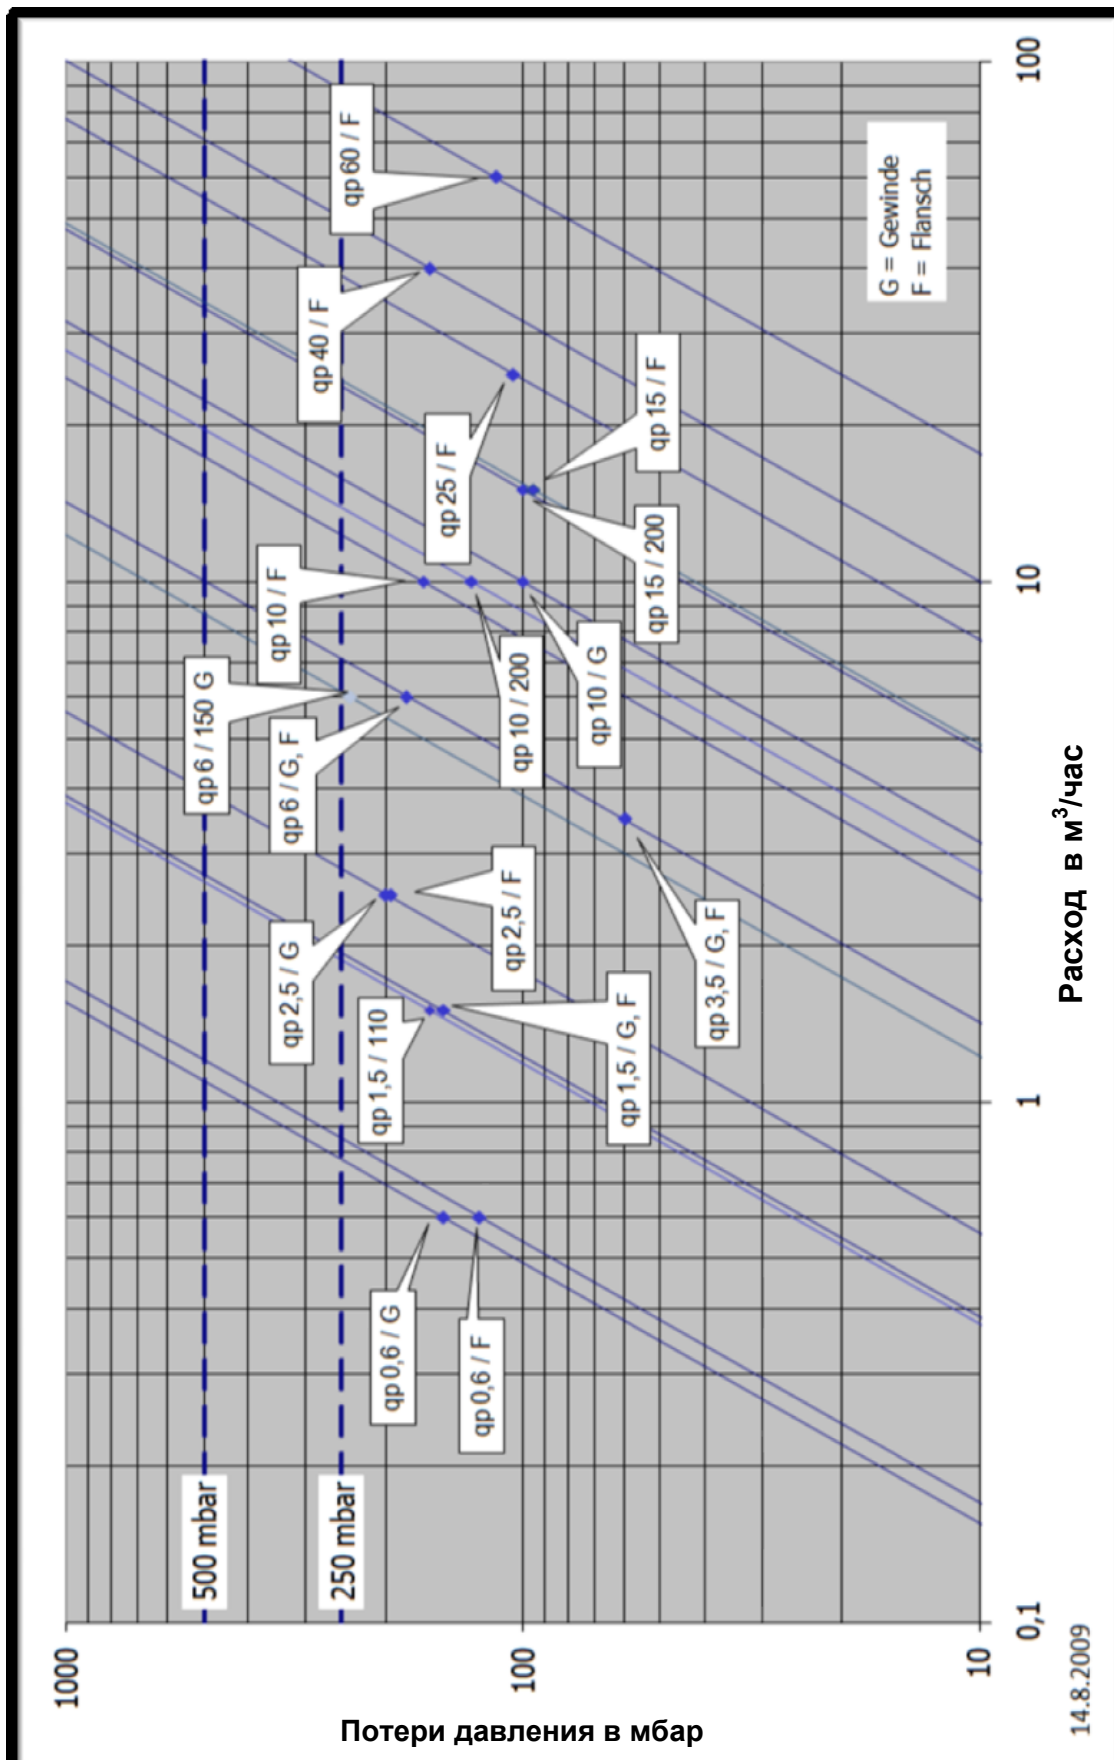 1000
100
10
Потери давления в мбар
500 mbar
250 mbar
qp 0,6 / G
qp 0,6 / F
qp 1,5 / 110
qp 1,5 / G, F
qp 2,5 / G
qp 2,5 / F
qp 3,5 / G, F
qp 6 / 150 G
qp 6 / G, F
qp 10 / F
qp 10 / 200
qp 10 / G
qp 15 / 200
qp 15 / F
qp 25 / F
qp 40 / F
qp 60 / F
G = Gewinde
F = Flansch
0,1
1
10
100
Расход в м³/час
14.8.2009